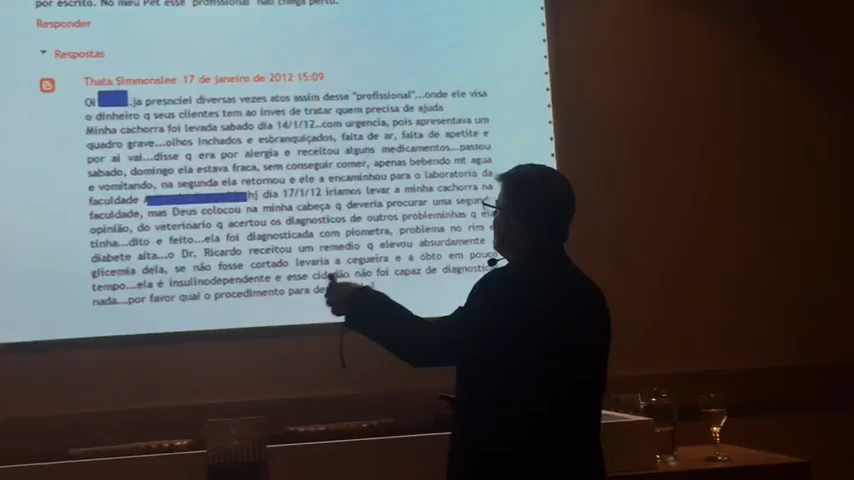 por escrito. No meu Pet esse "profissional" não chega perto.
Responder
Respostas
Thata Simmonslee 17 de janeiro de 2012 15:09
Oi ..ja presnciei diversas vezes atos assim desse "profissional"...onde ele visa
o dinheiro q seus clientes tem ao inves de tratar quem precisa de ajuda
Minha cachorra foi levada sabado dia 14/1/12..com urgencia, pois apresentava um
quadro grave...olhos inchados e esbranquiçados, falta de ar, falta de apetite e
por ai vai...disse q era por alergia e receitou alguns medicamentos...passou
sabado, domingo ela estava fraca, sem conseguir comer, apenas bebendo mt agua
e vomitando, na segunda ela retornou e ele a encaminhou para o laboratorio da
faculdade hj dia 17/1/12 iriamos levar a minha cachorra na
faculdade, mas Deus colocou na minha cabeça q deveria procurar uma segunda
opinião, do veterinario q acertou os diagnosticos de outros probleminhas q
tinha...dito e feito...ela foi diagnosticada com piometra, problema no rim e
diabete alta...o Dr. Ricardo receitou um remedio q elevou absurdamente
glicemia dela, se não fosse cortado levaria a cegueira e a óbto em pouco
tempo...ela é insulinodependente e esse cidadão não foi capaz de diagnostic
nada...por favor qual o procedimento para